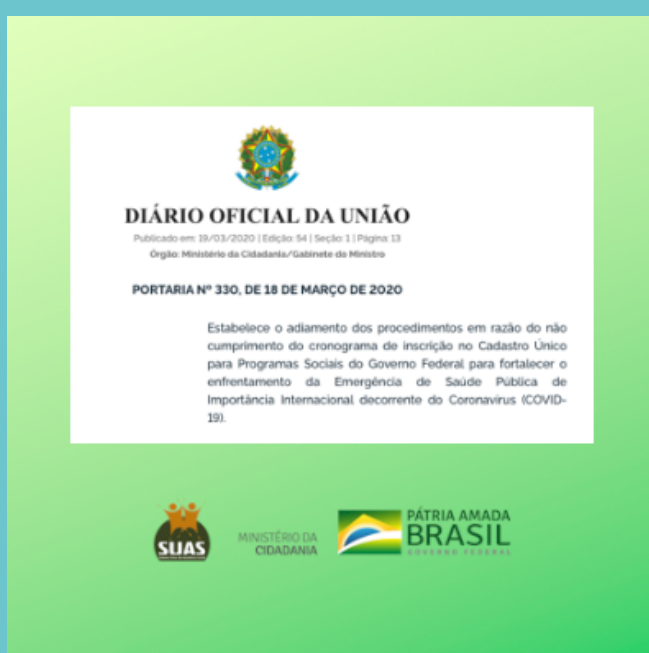 DIÁRIO OFICIAL DA UNIÃO
Publicado em: 19/03/2020 | Edição: 54 | Seção: 1 | Página: 13
Órgão: Ministério da Cidadania/Gabinete do Ministro
PORTARIA Nº 330, DE 18 DE MARÇO DE 2020
Estabelece o adiamento dos procedimentos em razão do não
cumprimento do cronograma de inscrição no Cadastro Único
para Programas Sociais do Governo Federal para fortalecer o
enfrentamento da Emergência de Saúde Pública de
Importância Internacional decorrente do Coronavírus (COVID-
19).
SUAS
MINISTÉRIO DA
CIDADANIA
PÁTRIA AMADA
BRASIL
GOVERNO FEDERAL